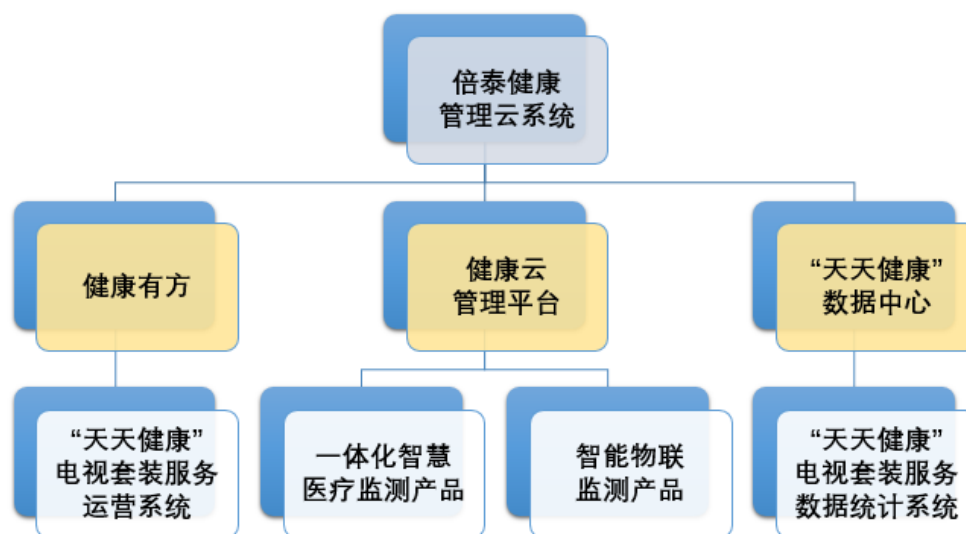 倍泰健康
管理云系统
健康有方
健康云
管理平台
“天天健康”
数据中心
“天天健康”
电视套装服务
运营系统
一体化智慧
医疗监测产品
智能物联
监测产品
“天天健康”
电视套装服务
数据统计系统